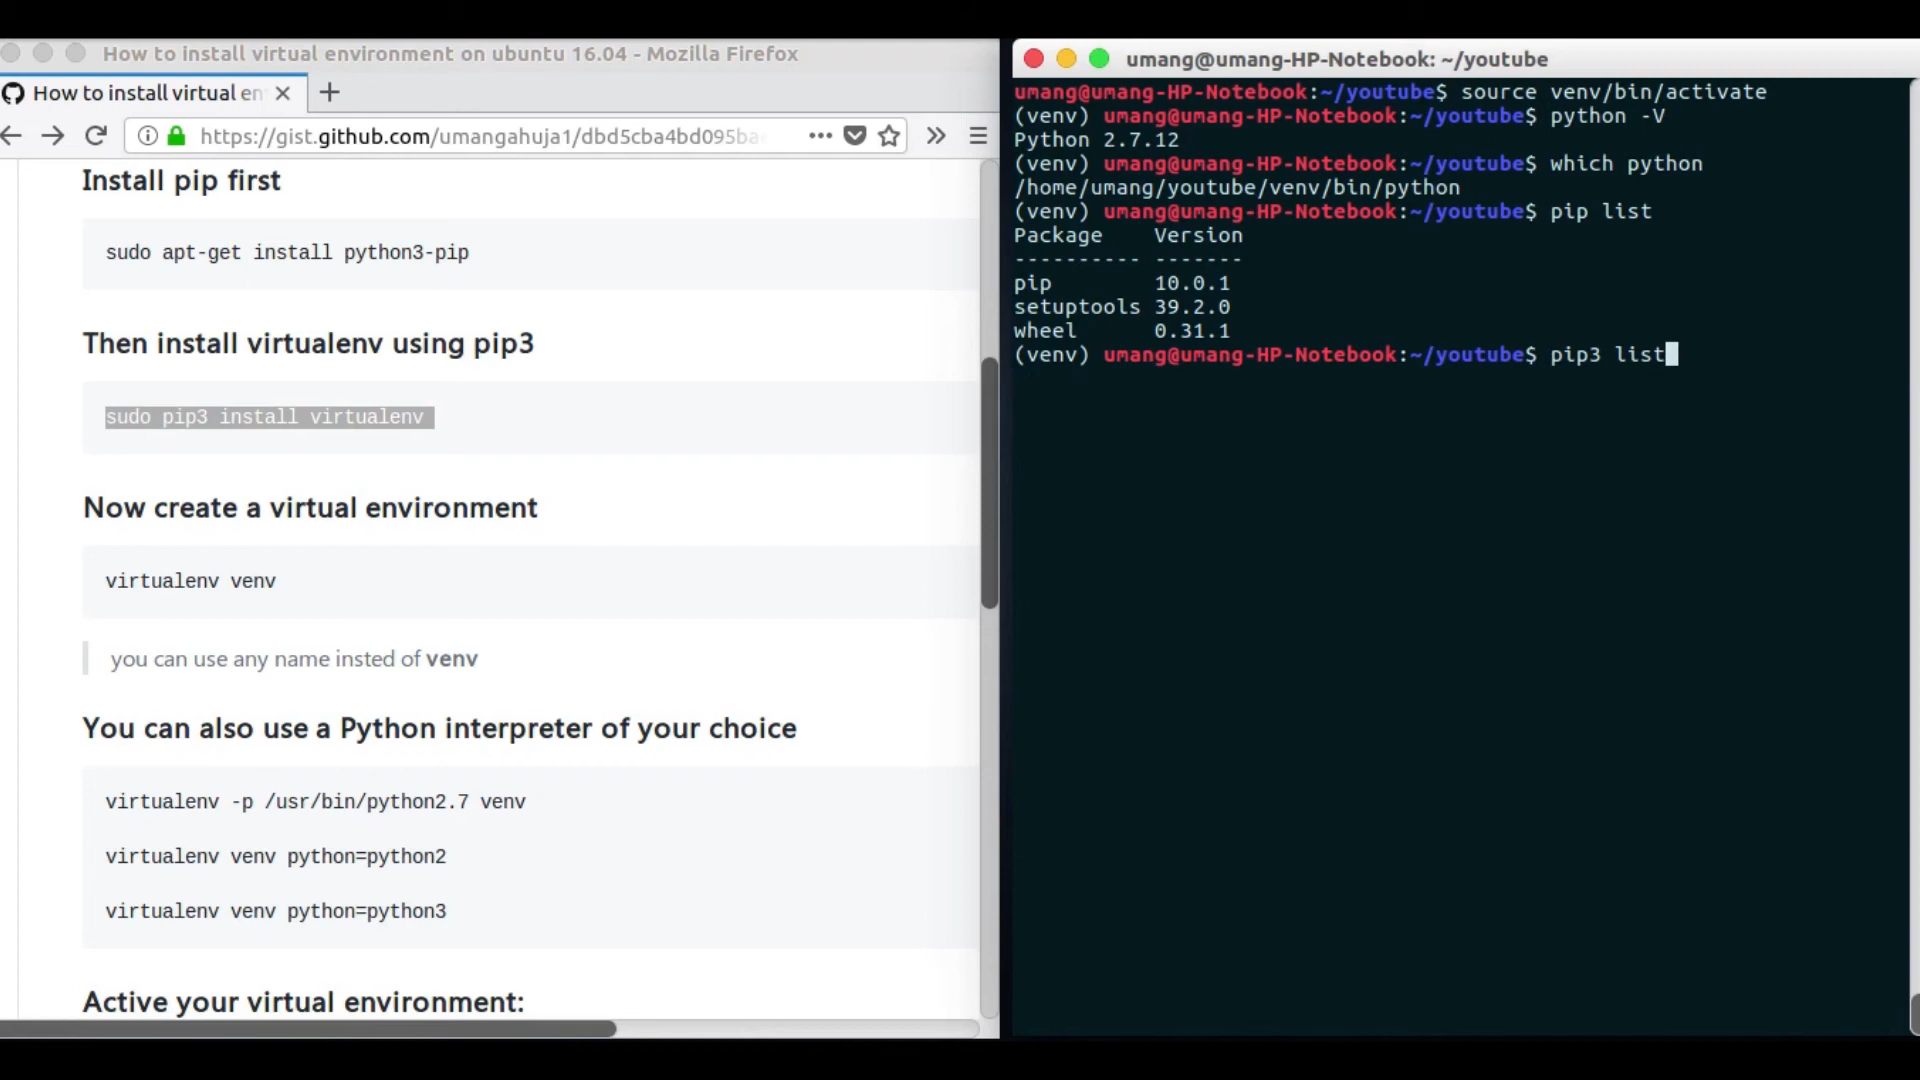 How to install virtual environment on ubuntu 16.04 - Mozilla Firefox
How to install virtual en
https://gist.github.com/umangahuja1/dbd5cba4bd095ba
Install pip first
sudo apt-get install python3-pip
Then install virtualenv using pip3
sudo pip3 install virtualenv
Now create a virtual environment
virtualenv venv
you can use any name insted of venv
You can also use a Python interpreter of your choice
virtualenv -p /usr/bin/python2.7 venv
virtualenv venv python=python2
virtualenv venv python=python3
Active your virtual environment:
umang@umang-HP-Notebook: ~/youtube
umang@umang-HP-Notebook:~/youtube$ source venv/bin/activate
(venv) umang@umang-HP-Notebook:~/youtube$ python -V
Python 2.7.12
(venv) umang@umang-HP-Notebook:~/youtube$ which python
/home/umang/youtube/venv/bin/python
(venv) umang@umang-HP-Notebook:~/youtube$ pip list
Package    Version
---------- -------
pip        10.0.1
setuptools 39.2.0
wheel      0.31.1
(venv) umang@umang-HP-Notebook:~/youtube$ pip3 list